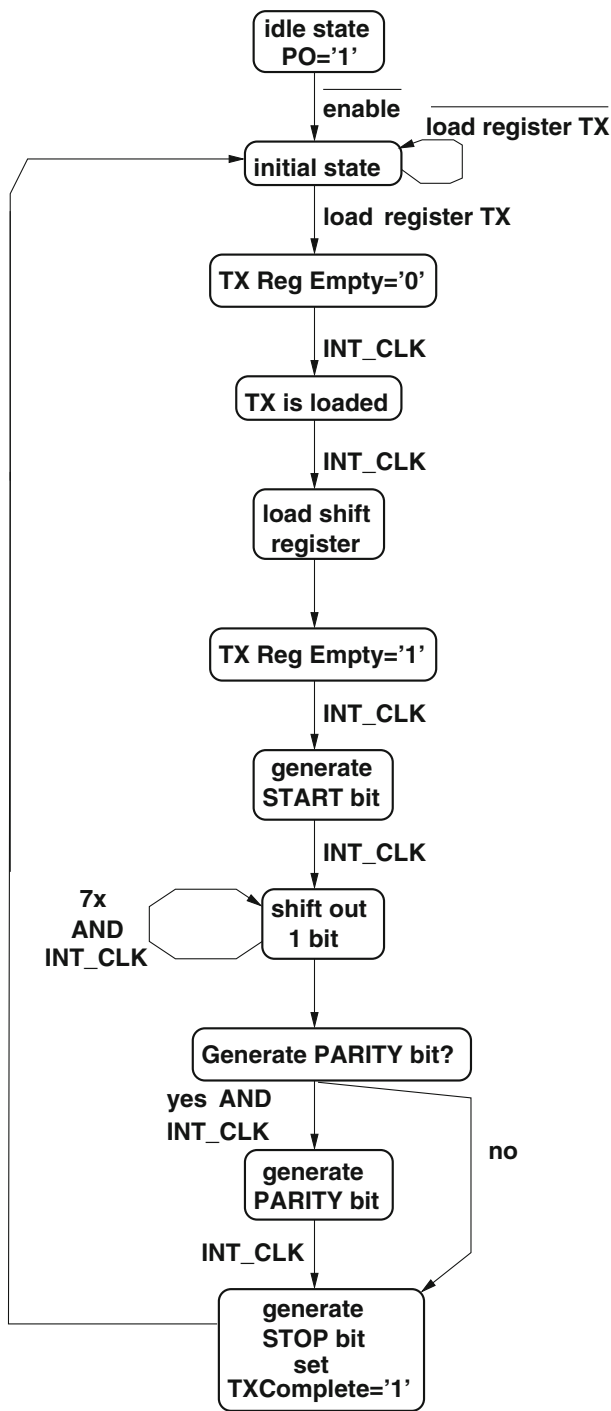 idle state
PO='1'
enable
load register TX
initial state
load register TX
TX Reg Empty='0'
INT_CLK
TX is loaded
INT_CLK
load shift
register
TX Reg Empty='1'
INT_CLK
generate
START bit
INT_CLK
7x
AND
INT_CLK
shift out
1 bit
Generate PARITY bit?
yes AND
INT_CLK
no
generate
PARITY bit
INT_CLK
generate
STOP bit
set
TXComplete='1'